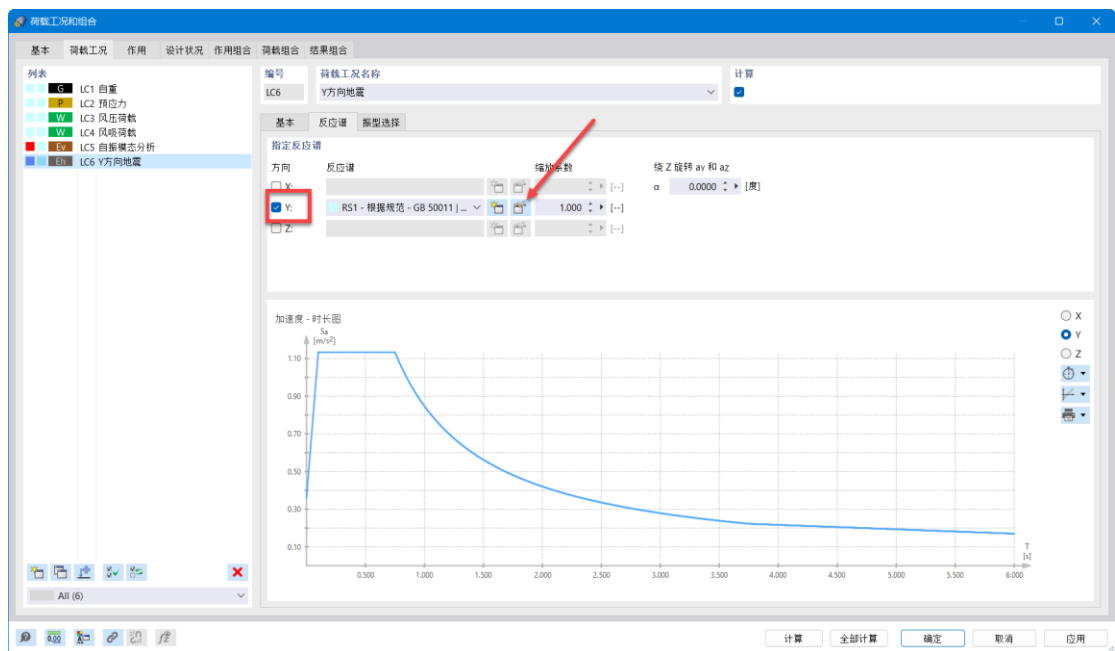 荷载工况和组合
基本 荷载工况 作用 设计状况 作用组合 荷载组合 结果组合
列表
G LC1 自重
P LC2 预应力
W LC3 风压荷载
W LC4 风吸荷载
Ev LC5 自振模态分析
Eh LC6 Y方向地震
All (6)
编号 荷载工况名称 计算
LC6 Y方向地震
基本 反应谱 振型选择
指定反应谱
方向 反应谱 缩放系数 绕 Z 旋转 aY 和 aZ
X: [--] α 0.0000 [度]
Y: RS1 - 根据规范 - GB 50011 | ... 1.000 [--]
Z: [--]
加速度 - 时长图
Sa
[m/s²]
1.10
0.90
0.70
0.50
0.30
0.10
0.500 1.000 1.500 2.000 2.500 3.000 3.500 4.000 4.500 5.000 5.500 6.000
T
[s]
X
Y
Z
计算 全部计算 确定 取消 应用